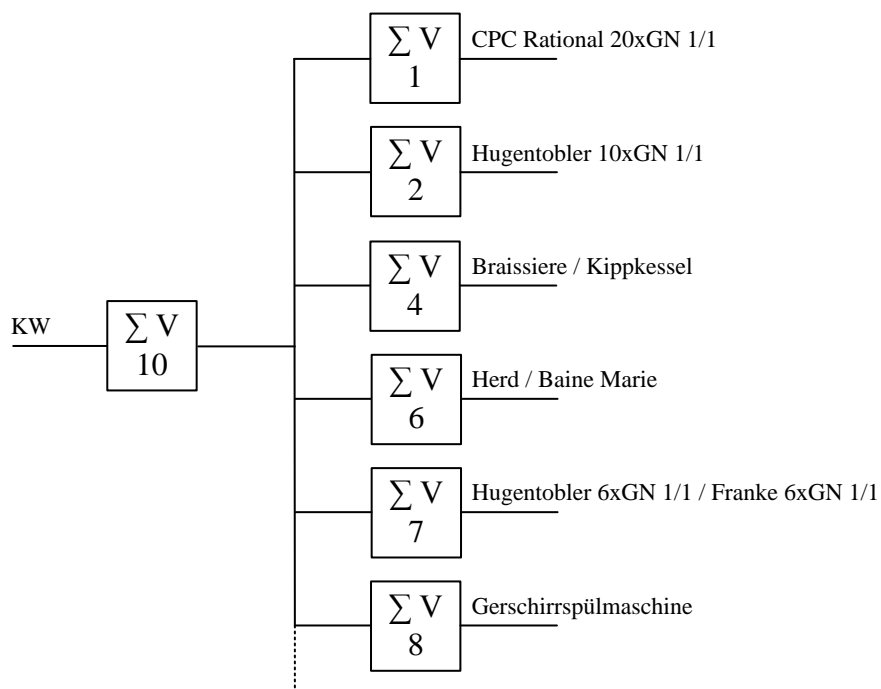 ∑ V
1
CPC Rational 20xGN 1/1
∑ V
2
Hugentobler 10xGN 1/1
∑ V
4
Braissiere / Kippkessel
KW
∑ V
10
∑ V
6
Herd / Baine Marie
∑ V
7
Hugentobler 6xGN 1/1 / Franke 6xGN 1/1
∑ V
8
Gerschirrspülmaschine